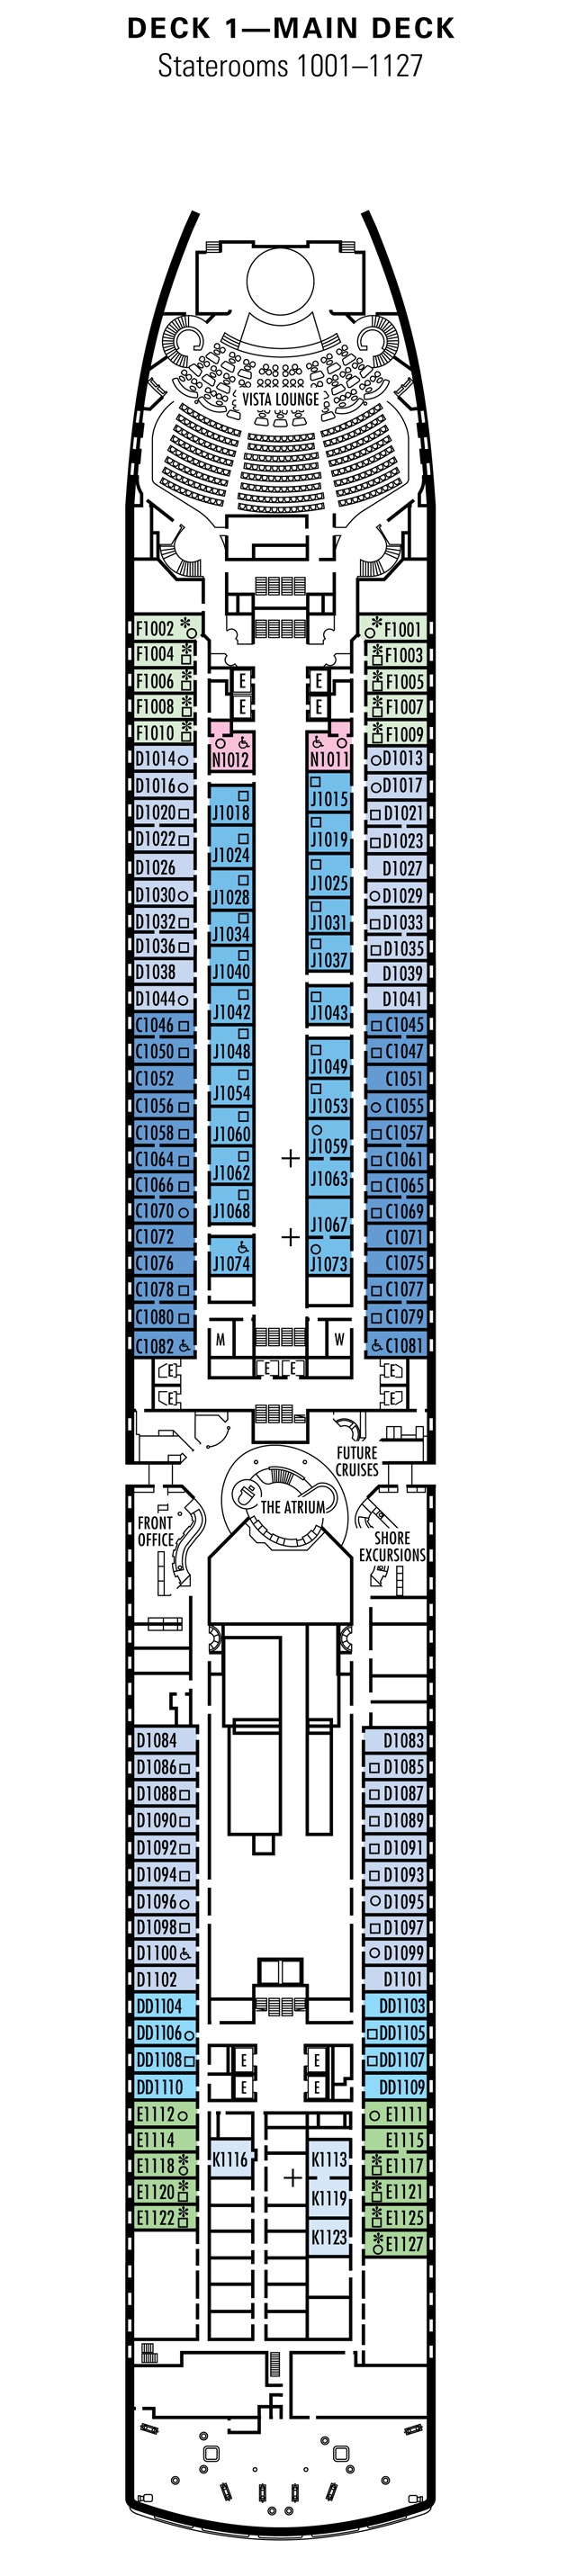 DECK 1—MAIN DECK
Staterooms 1001–1127
VISTA LOUNGE
F1002 F1001
F1004 F1003
F1006 E E F1005
F1008 E E F1007
F1010 F1009
D1014 N1012 N1011 D1013
D1016 J1015 D1017
D1020 J1018 D1021
D1022 J1019 D1023
D1026 J1024 D1027
J1025
D1030 J1028 D1029
D1032 J1031 D1033
J1034
D1036 J1037 D1035
D1038 J1040 D1039
D1044 D1041
C1046 J1042 J1043 C1045
C1050 J1048 C1047
C1052 J1049 C1051
J1054
C1056 J1053 C1055
C1058 J1060 J1059 C1057
C1064 C1061
C1066 J1062 J1063 C1065
C1070 J1068 C1069
C1072 J1067 C1071
C1076 J1074 J1073 C1075
C1078 C1077
C1080 C1079
C1082 M W C1081
E E E E
E E
FUTURE
CRUISES
THE ATRIUM
FRONT
OFFICE
SHORE
EXCURSIONS
D1084 D1083
D1086 D1085
D1088 D1087
D1090 D1089
D1092 D1091
D1094 D1093
D1096 D1095
D1098 D1097
D1100 D1099
D1102 D1101
DD1104 DD1103
DD1106 DD1105
DD1108 E E DD1107
DD1110 E E DD1109
E1112 E1111
E1114 E1115
E1118 K1116 K1113 E1117
E1120 K1119 E1121
E1122 E1125
K1123 E1127